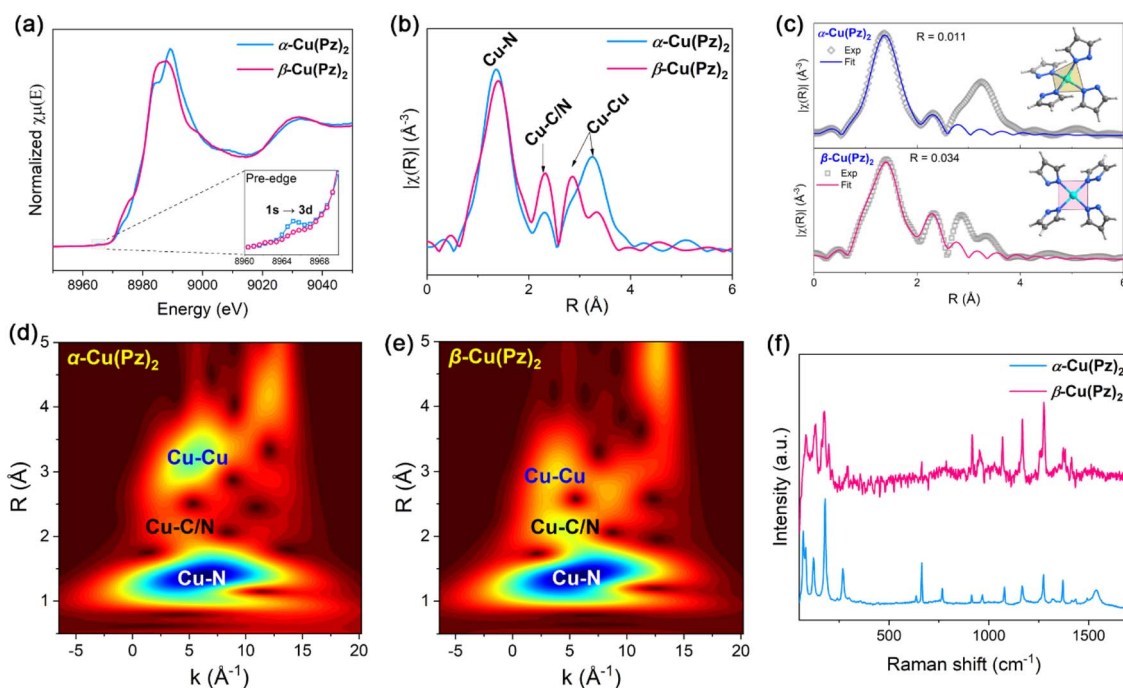 (a)
α-Cu(Pz)2
β-Cu(Pz)2
Normalized χμ(E)
Pre-edge
1s → 3d
8960 8964 8968
8960 8980 9000 9020 9040
Energy (eV)
(b)
α-Cu(Pz)2
β-Cu(Pz)2
Cu-N
Cu-C/N
Cu-Cu
|χ(R)| (Å-3)
0 2 4 6
R (Å)
(c)
α-Cu(Pz)2
R = 0.011
Exp
Fit
|χ(R)| (Å-3)
β-Cu(Pz)2
R = 0.034
Exp
Fit
|χ(R)| (Å-3)
0 2 4 6
R (Å)
(d)
α-Cu(Pz)2
Cu-Cu
Cu-C/N
Cu-N
R (Å)
5
4
3
2
1
-5 0 5 10 15 20
k (Å-1)
(e)
β-Cu(Pz)2
Cu-Cu
Cu-C/N
Cu-N
R (Å)
5
4
3
2
1
-5 0 5 10 15 20
k (Å-1)
(f)
α-Cu(Pz)2
β-Cu(Pz)2
Intensity (a.u.)
500 1000 1500
Raman shift (cm-1)